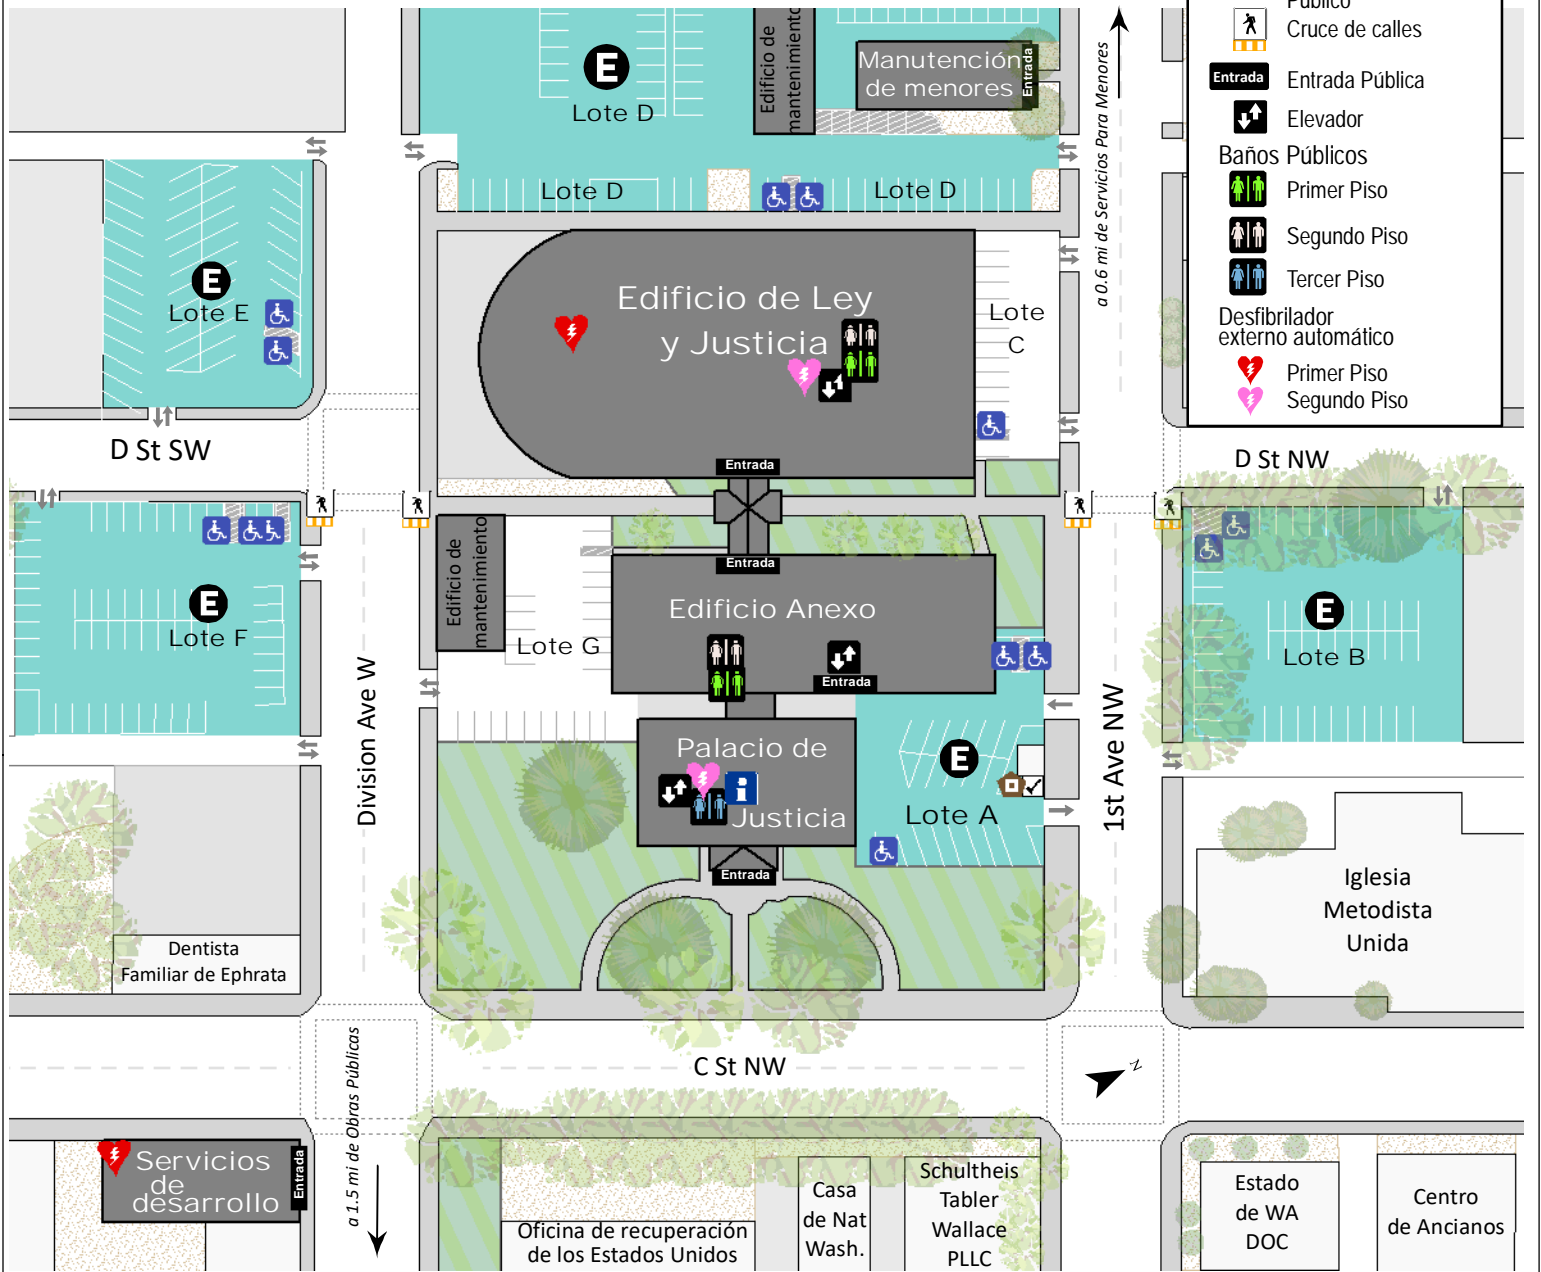 Público
Cruce de calles
Entrada
Entrada Pública
Elevador
Baños Públicos
Primer Piso
Segundo Piso
Tercer Piso
Desfibrilador
externo automático
Primer Piso
Segundo Piso
E
Lote D
Edificio de
mantenimiento
Manutención
de menores
Entrada
a 0.6 mi de Servicios Para Menores
Lote D
Lote D
E
Lote E
Edificio de Ley
y Justicia
Lote
C
D St SW
Entrada
D St NW
Edificio de
mantenimiento
Entrada
Edificio Anexo
E
Lote F
Lote G
Entrada
E
Lote B
Division Ave W
1st Ave NW
Palacio de
Justicia
i
E
Lote A
Entrada
Iglesia
Metodista
Unida
Dentista
Familiar de Ephrata
C St NW
N
a 1.5 mi de Obras Públicas
Servicios
de
desarrollo
Entrada
Oficina de recuperación
de los Estados Unidos
Casa
de Nat
Wash.
Schultheis
Tabler
Wallace
PLLC
Estado
de WA
DOC
Centro
de Ancianos